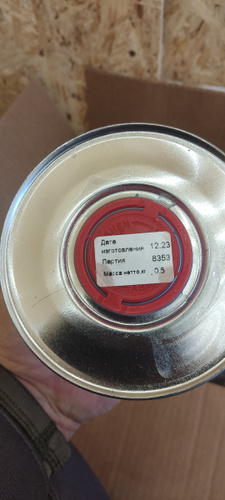 Дата
изготовления 12.23
Партия 8353
Масса нетто, кг 0.5